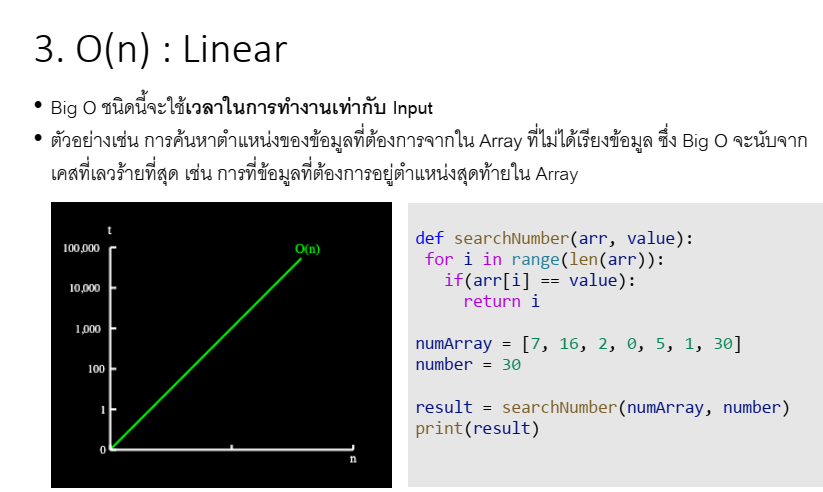 3. O(n) : Linear
• Big O ชนิดนี้จะใช้เวลาในการทำงานเท่ากับ Input
• ตัวอย่างเช่น การค้นหาตำแหน่งของข้อมูลที่ต้องการจากใน Array ที่ไม่ได้เรียงข้อมูล ซึ่ง Big O จะนับจาก
เคสที่เลวร้ายที่สุด เช่น การที่ข้อมูลที่ต้องการอยู่ตำแหน่งสุดท้ายใน Array
t
100,000
O(n)
10,000
1,000
100
1
0
n
def searchNumber(arr, value):
 for i in range(len(arr)):
   if(arr[i] == value):
     return i
numArray = [7, 16, 2, 0, 5, 1, 30]
number = 30
result = searchNumber(numArray, number)
print(result)